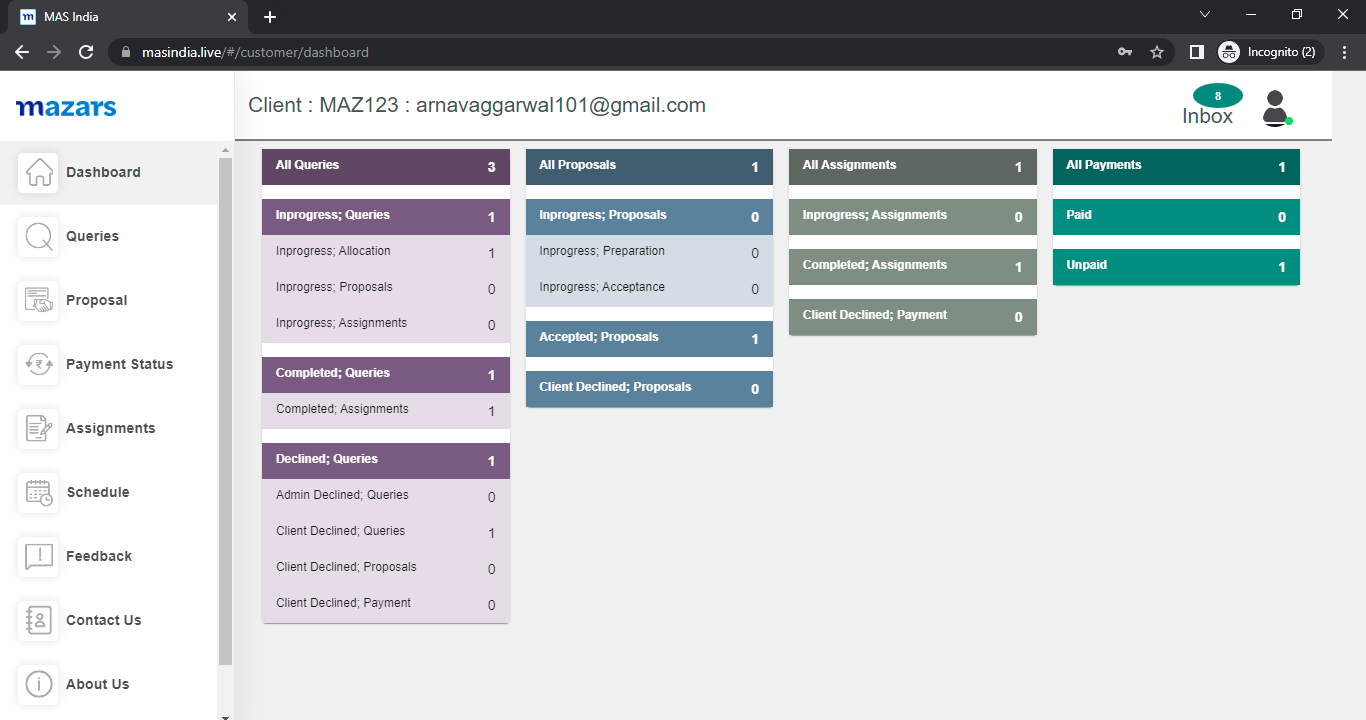 MAS India
masindia.live/#/customer/dashboard
Incognito (2)
mazars
Client : MAZ123 : arnavaggarwal101@gmail.com
8
Inbox
Dashboard
Queries
Proposal
Payment Status
Assignments
Schedule
Feedback
Contact Us
About Us
All Queries 3
Inprogress; Queries 1
Inprogress; Allocation 1
Inprogress; Proposals 0
Inprogress; Assignments 0
Completed; Queries 1
Completed; Assignments 1
Declined; Queries 1
Admin Declined; Queries 0
Client Declined; Queries 1
Client Declined; Proposals 0
Client Declined; Payment 0
All Proposals 1
Inprogress; Proposals 0
Inprogress; Preparation 0
Inprogress; Acceptance 0
Accepted; Proposals 1
Client Declined; Proposals 0
All Assignments 1
Inprogress; Assignments 0
Completed; Assignments 1
Client Declined; Payment 0
All Payments 1
Paid 0
Unpaid 1